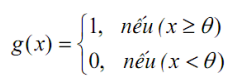 g(x) = { 1, nếu (x ≥ θ)
0, nếu (x < θ)